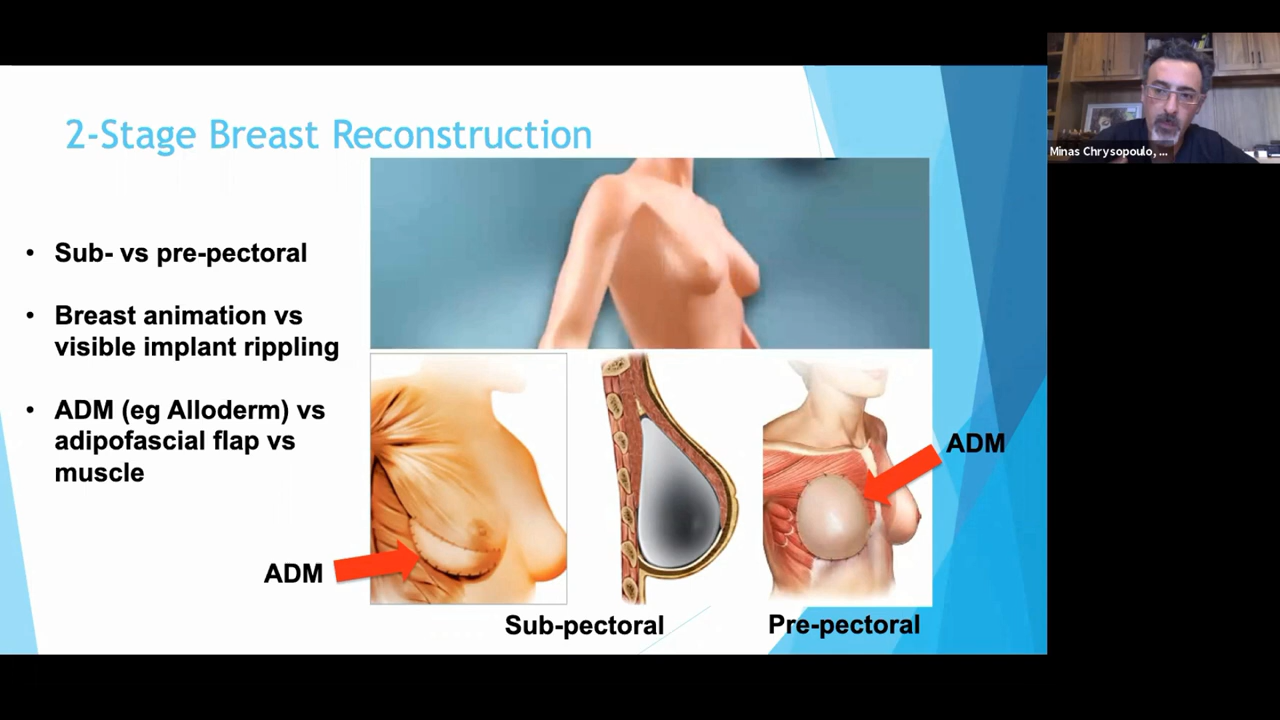 2-Stage Breast Reconstruction
• Sub- vs pre-pectoral
• Breast animation vs
visible implant rippling
• ADM (eg Alloderm) vs
adipofascial flap vs
muscle
ADM
ADM
Sub-pectoral
Pre-pectoral
Minas Chrysopoulo, ...